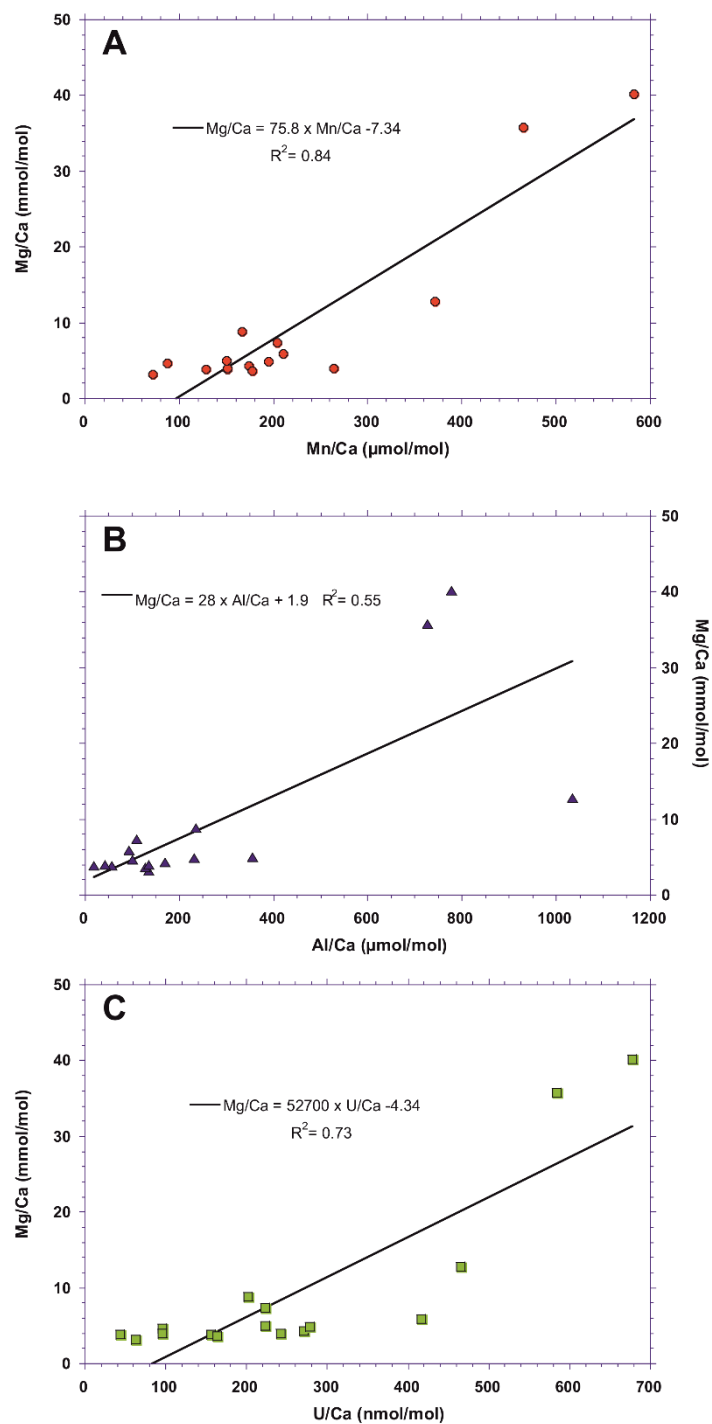 A
50
40
30
20
10
0
Mg/Ca (mmol/mol)
Mg/Ca = 75.8 x Mn/Ca -7.34
R²= 0.84
0 100 200 300 400 500 600
Mn/Ca (µmol/mol)
B
Mg/Ca = 28 x Al/Ca + 1.9 R²= 0.55
50
40
30
20
10
0
Mg/Ca (mmol/mol)
0 200 400 600 800 1000 1200
Al/Ca (µmol/mol)
C
50
40
30
20
10
0
Mg/Ca (mmol/mol)
Mg/Ca = 52700 x U/Ca -4.34
R²= 0.73
0 100 200 300 400 500 600 700
U/Ca (nmol/mol)